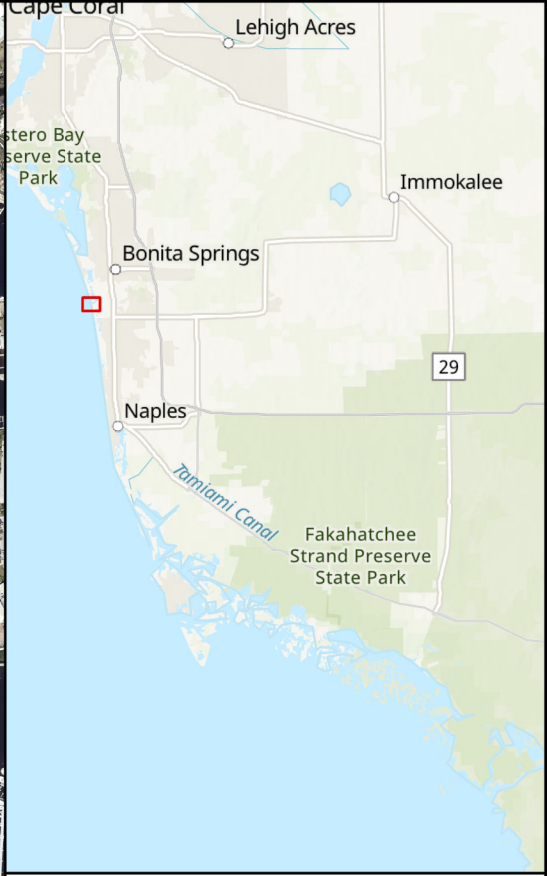 Cape Coral
Lehigh Acres
stero Bay
serve State
Park
Immokalee
Bonita Springs
29
Naples
Tamiami Canal
Fakahatchee
Strand Preserve
State Park